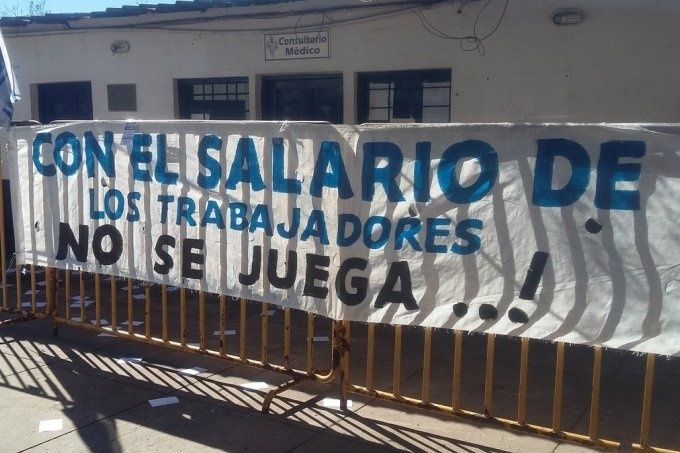 Consultorio
Médico
CON EL SALARIO DE
LOS TRABAJADORES
NO SE JUEGA ...!